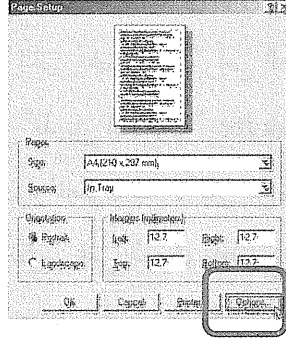 Page Setup
Paper
Size: A4 (210 x 297 mm)
Source: In Tray
Orientation
Portrait
Landscape
Margins (millimeters)
Left: 12.7 Right: 12.7
Top: 12.7 Bottom: 12.7
OK Cancel Printer Options...